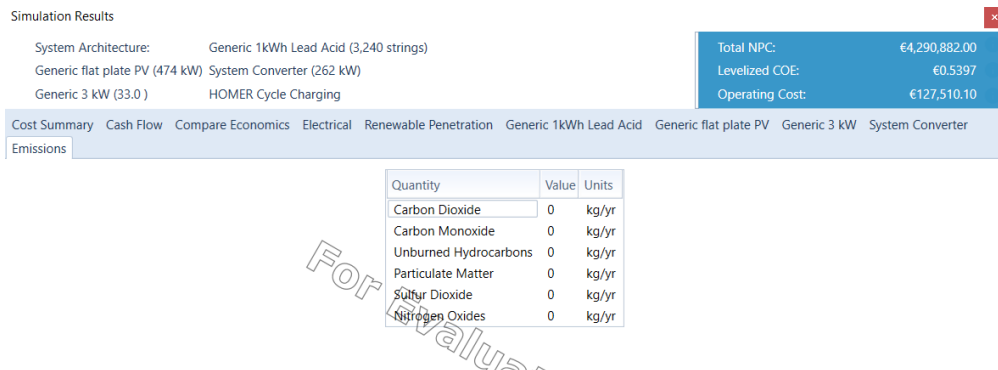 Simulation Results
System Architecture: Generic 1kWh Lead Acid (3,240 strings)
Generic flat plate PV (474 kW) System Converter (262 kW)
Generic 3 kW (33.0 ) HOMER Cycle Charging
Total NPC: €4,290,882.00
Levelized COE: €0.5397
Operating Cost: €127,510.10
Cost Summary Cash Flow Compare Economics Electrical Renewable Penetration Generic 1kWh Lead Acid Generic flat plate PV Generic 3 kW System Converter
Emissions
Quantity Value Units
Carbon Dioxide 0 kg/yr
Carbon Monoxide 0 kg/yr
Unburned Hydrocarbons 0 kg/yr
Particulate Matter 0 kg/yr
Sulfur Dioxide 0 kg/yr
Nitrogen Oxides 0 kg/yr
For Evalua